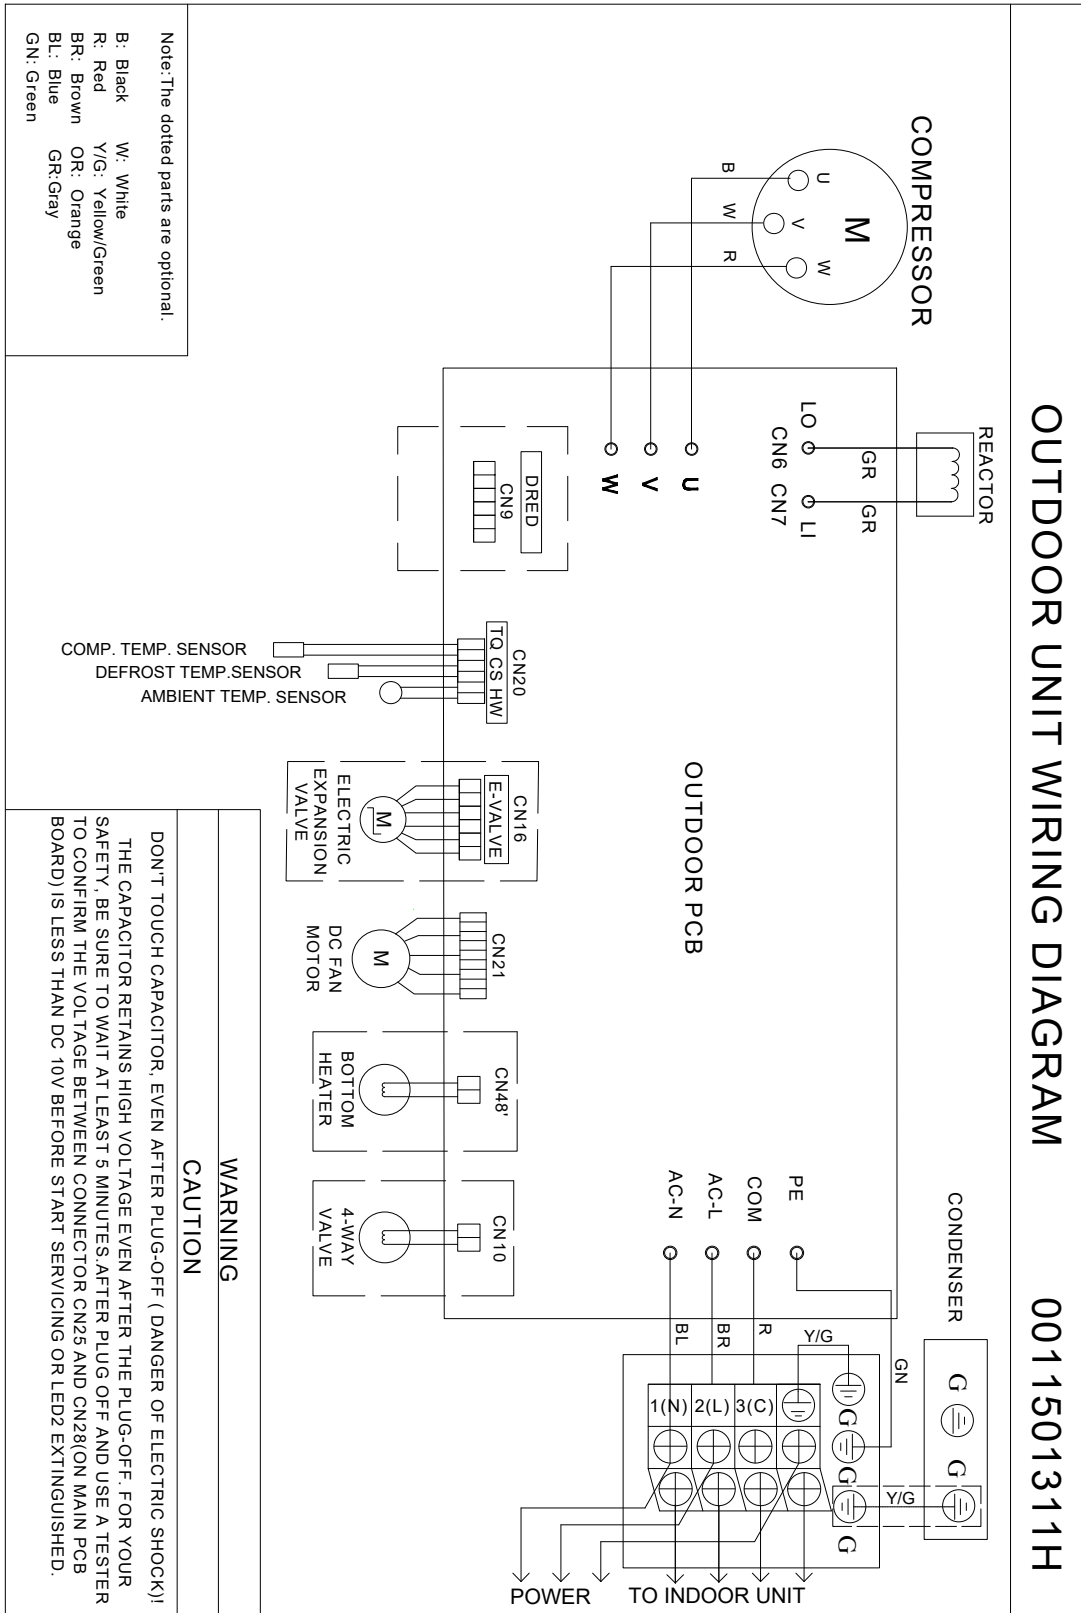 OUTDOOR UNIT WIRING DIAGRAM 0011501311H
COMPRESSOR
M
U
V
W
B
W
R
REACTOR
GR
GR
LO
CN6
CN7
LI
U
V
W
DRED
CN9
CN20
TQ CS HW
COMP. TEMP. SENSOR
DEFROST TEMP.SENSOR
AMBIENT TEMP. SENSOR
OUTDOOR PCB
CN16
E-VALVE
M
ELECTRIC
EXPANSION
VALVE
CN21
M
DC FAN
MOTOR
CN48'
BOTTOM
HEATER
CN10
4-WAY
VALVE
PE
COM
AC-L
AC-N
CONDENSER
G
G
GN
Y/G
R
BR
BL
1(N)
2(L)
3(C)
G
G
G
Y/G
POWER
TO INDOOR UNIT
Note:The dotted parts are optional.
B: Black W: White
R: Red Y/G: Yellow/Green
BR: Brown OR: Orange
BL: Blue GR:Gray
GN: Green
WARNING
CAUTION
DON'T TOUCH CAPACITOR, EVEN AFTER PLUG-OFF ( DANGER OF ELECTRIC SHOCK)!
THE CAPACITOR RETAINS HIGH VOLTAGE EVEN AFTER THE PLUG-OFF. FOR YOUR
SAFETY, BE SURE TO WAIT AT LEAST 5 MINUTES.AFTER PLUG OFF AND USE A TESTER
TO CONFIRM THE VOLTAGE BETWEEN CONNECTOR CN25 AND CN28(ON MAIN PCB
BOARD) IS LESS THAN DC 10V BEFORE START SERVICING OR LED2 EXTINGUISHED.